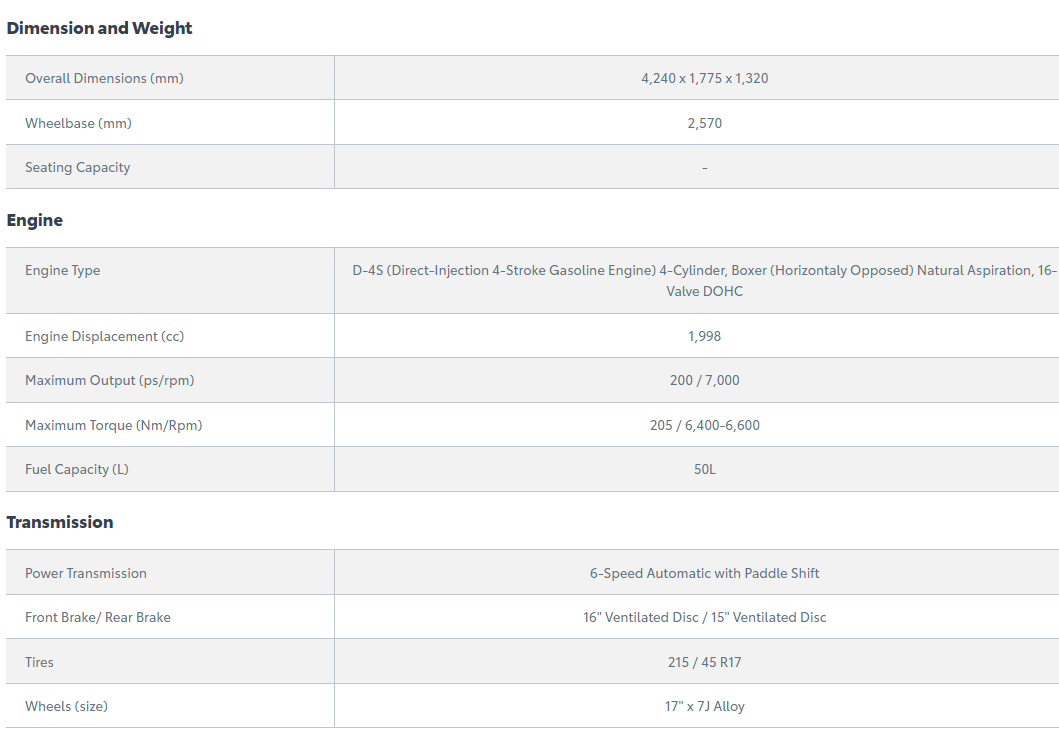 Dimension and Weight
Overall Dimensions (mm) 4,240 x 1,775 x 1,320
Wheelbase (mm) 2,570
Seating Capacity -
Engine
Engine Type D-4S (Direct-Injection 4-Stroke Gasoline Engine) 4-Cylinder, Boxer (Horizontaly Opposed) Natural Aspiration, 16-
Valve DOHC
Engine Displacement (cc) 1,998
Maximum Output (ps/rpm) 200 / 7,000
Maximum Torque (Nm/Rpm) 205 / 6,400-6,600
Fuel Capacity (L) 50L
Transmission
Power Transmission 6-Speed Automatic with Paddle Shift
Front Brake/ Rear Brake 16" Ventilated Disc / 15" Ventilated Disc
Tires 215 / 45 R17
Wheels (size) 17" x 7J Alloy